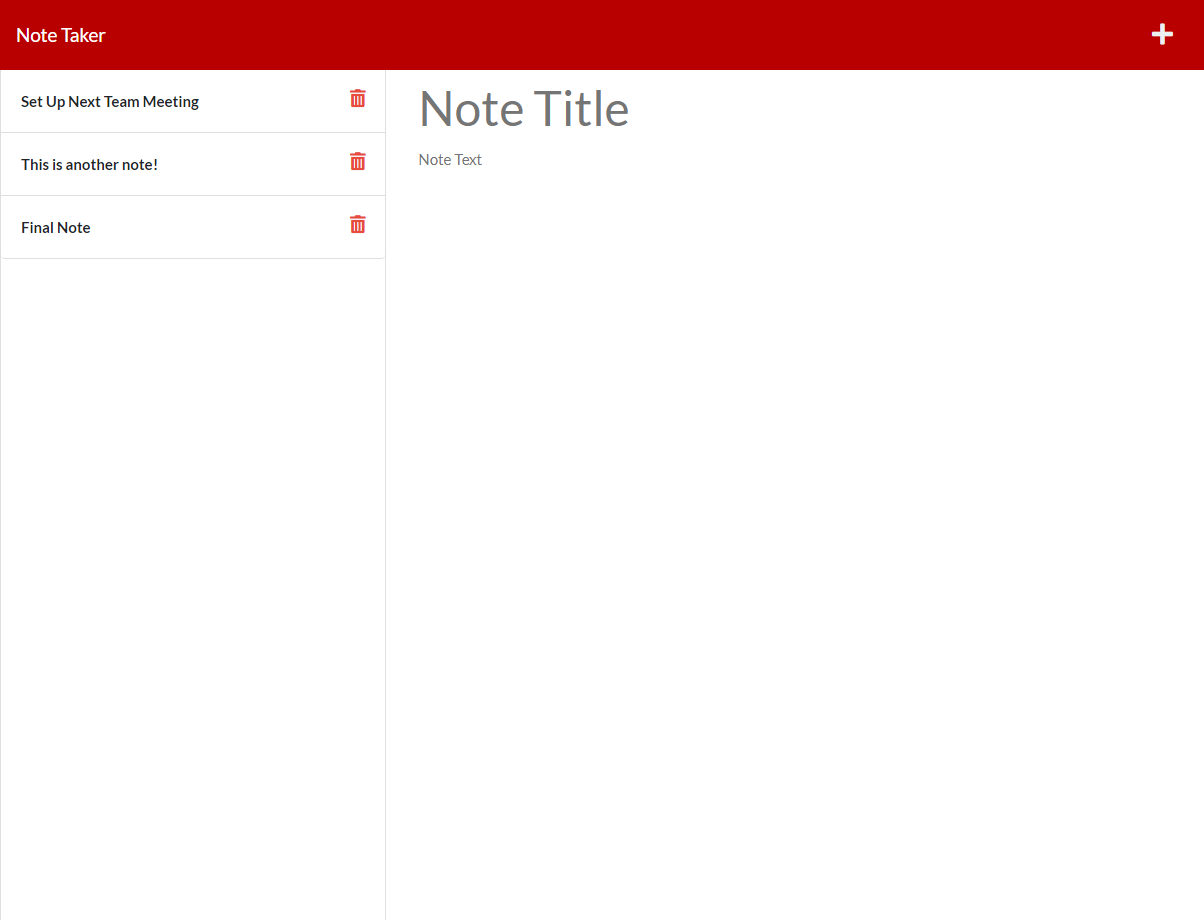 Note Taker
Set Up Next Team Meeting
This is another note!
Final Note
Note Title
Note Text